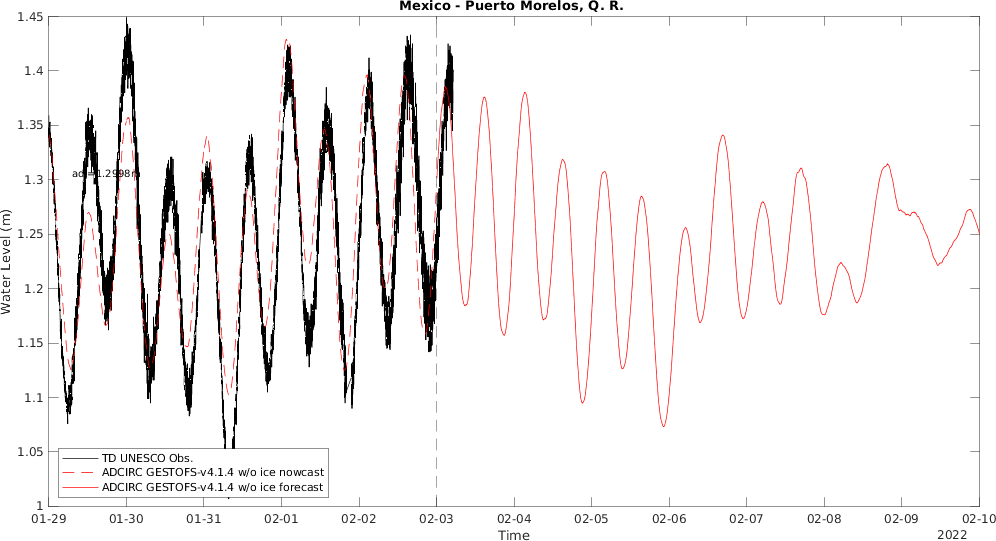 Mexico - Puerto Morelos, Q. R.
1.45
1.4
1.35
1.3
1.25
1.2
1.15
1.1
1.05
1
Water Level (m)
adj=1.2998m
TD UNESCO Obs.
ADCIRC GESTOFS-v4.1.4 w/o ice nowcast
ADCIRC GESTOFS-v4.1.4 w/o ice forecast
01-29 01-30 01-31 02-01 02-02 02-03 02-04 02-05 02-06 02-07 02-08 02-09 02-10
Time
2022